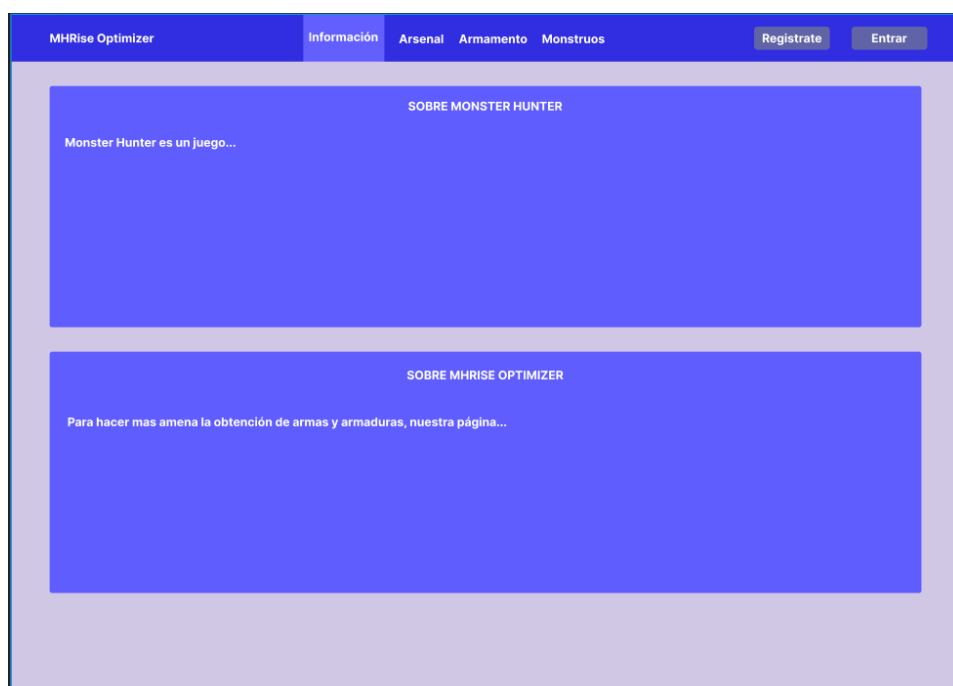 MHRise Optimizer Información Arsenal Armamento Monstruos Registrate Entrar
SOBRE MONSTER HUNTER
Monster Hunter es un juego...
SOBRE MHRISE OPTIMIZER
Para hacer mas amena la obtención de armas y armaduras, nuestra página...